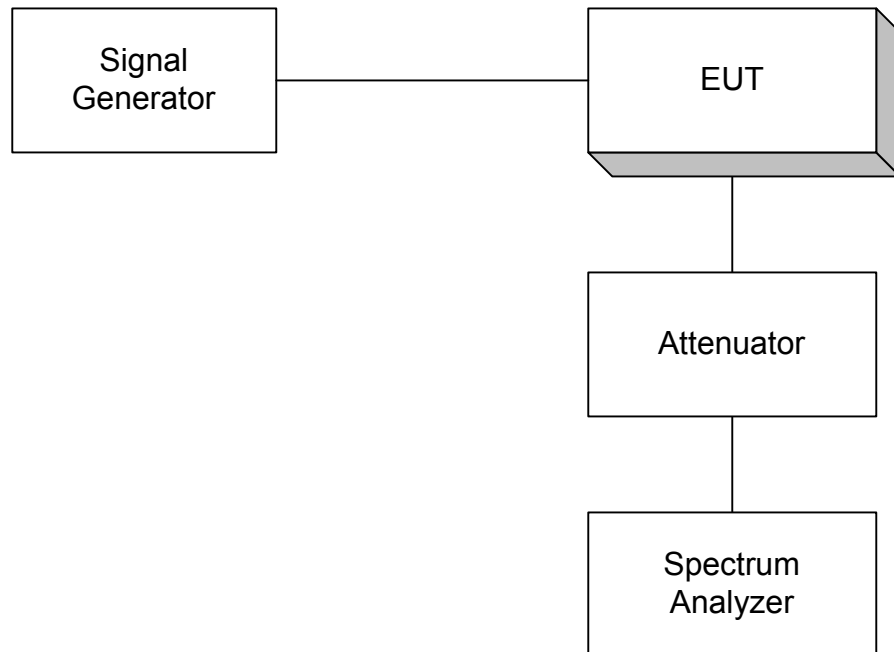 Signal
Generator
EUT
Attenuator
Spectrum
Analyzer